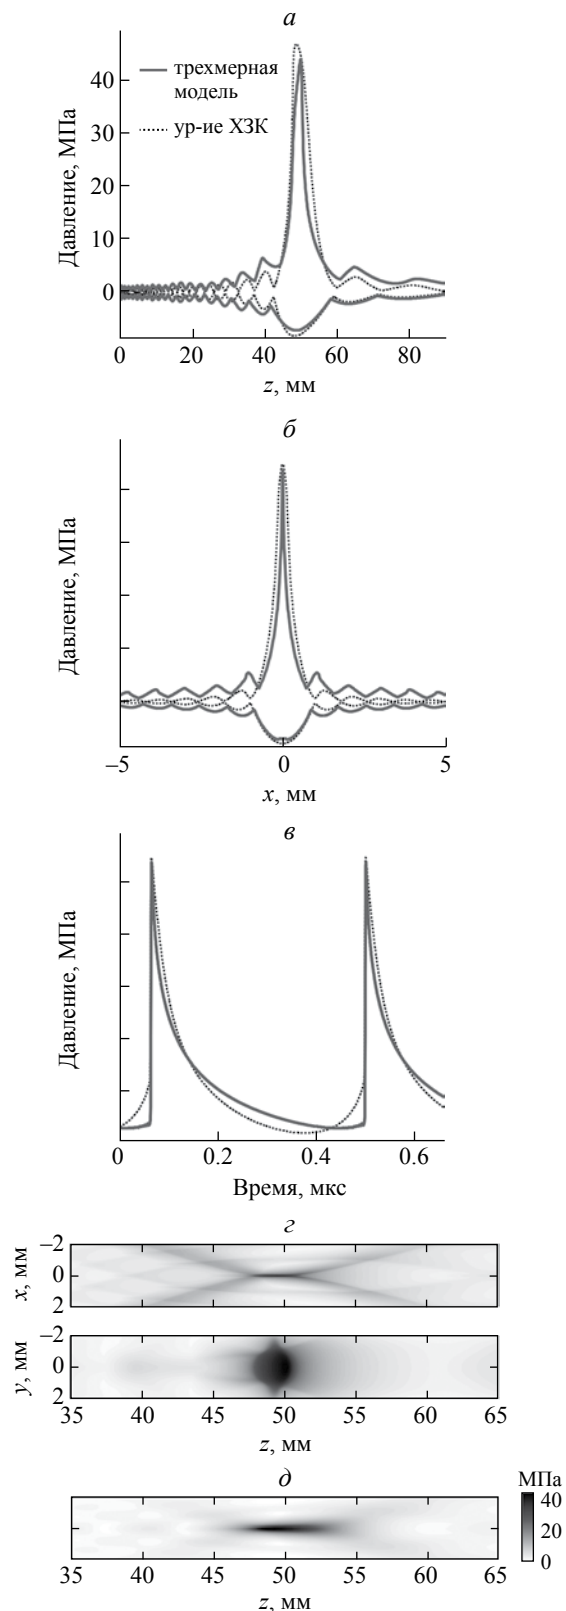 а
Давление, МПа
40
30
20
10
0
трехмерная
модель
ур-ие ХЗК
0 20 40 60 80
z, мм
б
Давление, МПа
–5 0 5
x, мм
в
Давление, МПа
0 0.2 0.4 0.6
Время, мкс
г
x, мм
–2
0
2
y, мм
–2
0
2
35 40 45 50 55 60 65
z, мм
д
МПа
40
20
0
35 40 45 50 55 60 65
z, мм